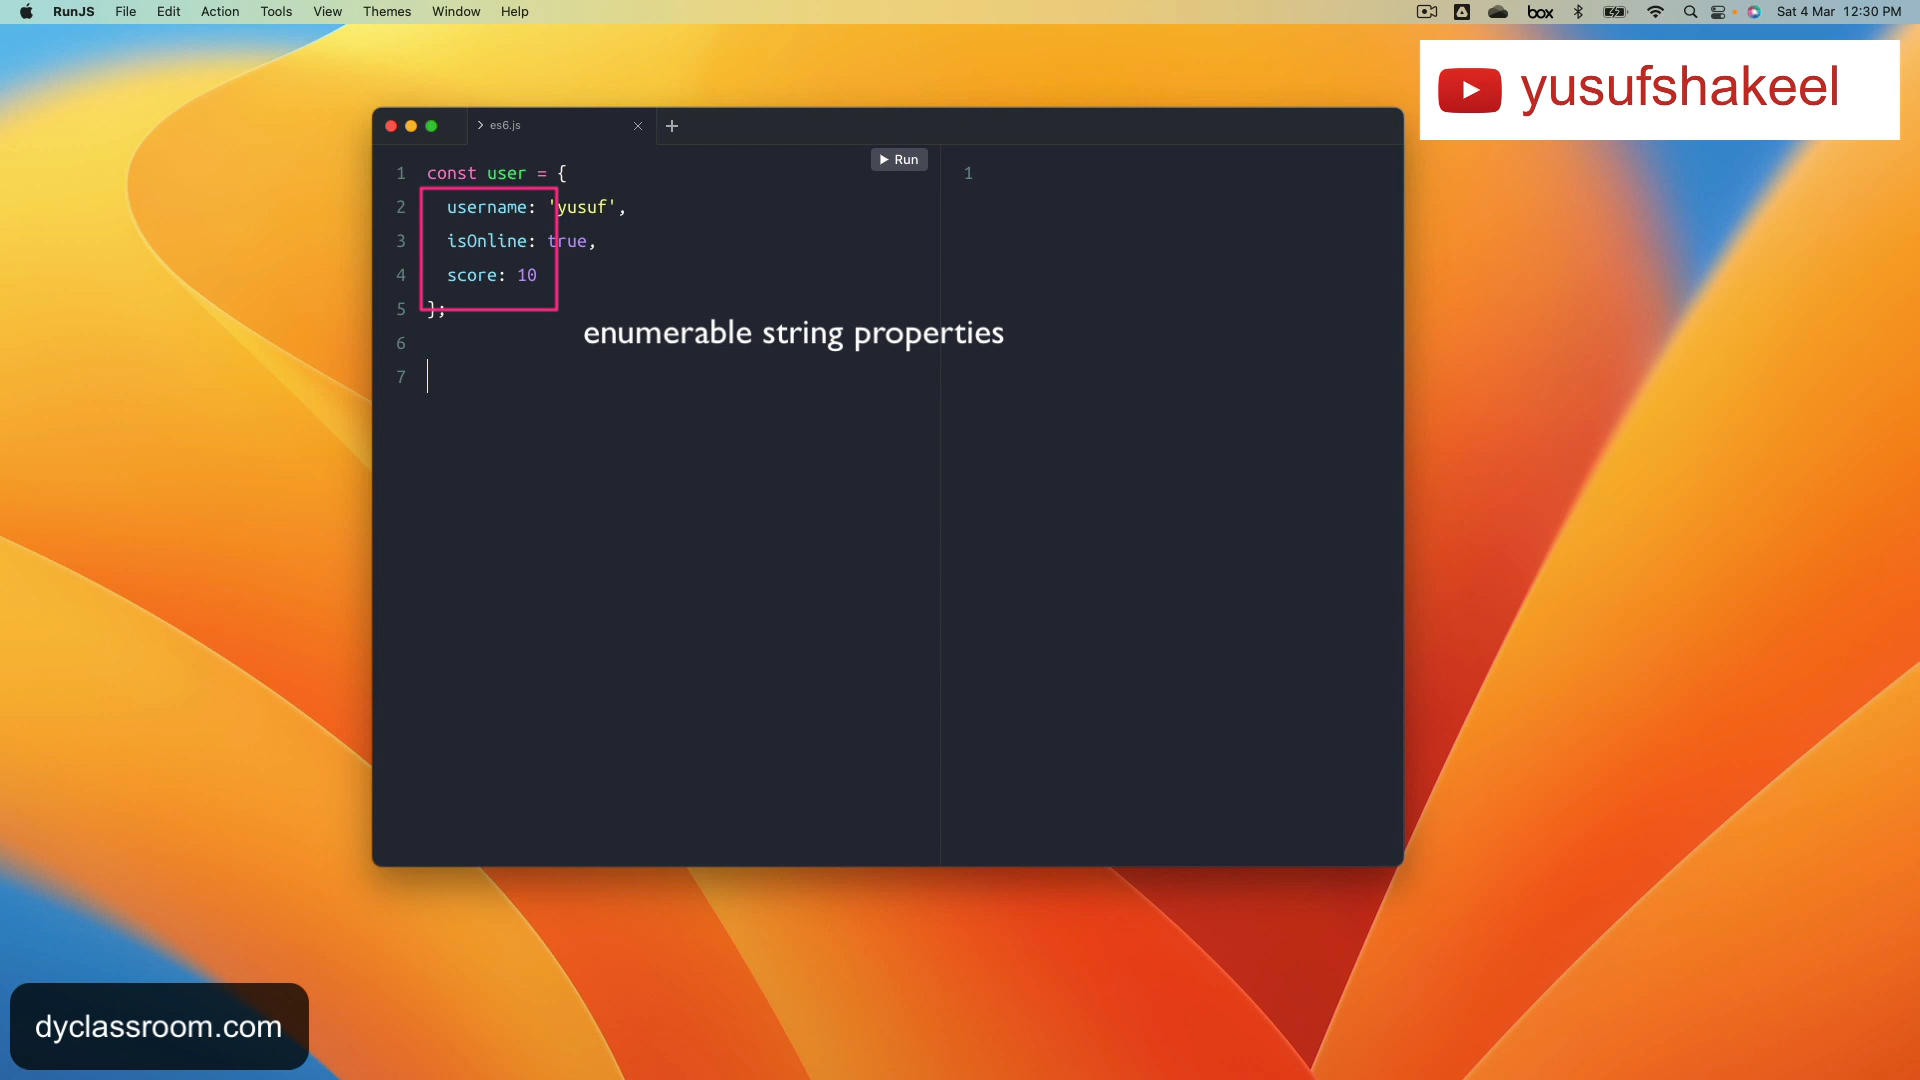 RunJS File Edit Action Tools View Themes Window Help
box Sat 4 Mar 12:30 PM
yusufshakeel
es6.js
Run
1 const user = {
2 username: 'yusuf',
3 isOnline: true,
4 score: 10
5 };
6
7
1
enumerable string properties
dyclassroom.com